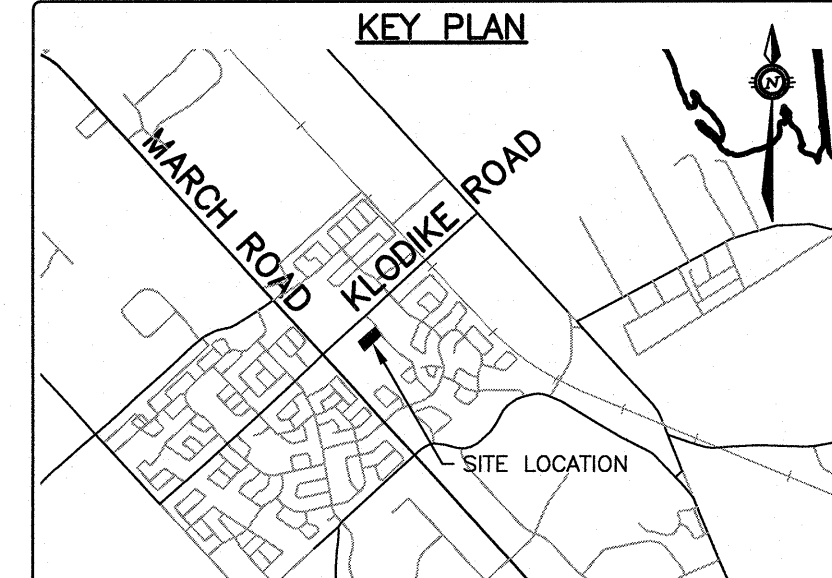 KEY PLAN
N
MARCH ROAD
KLODIKE ROAD
SITE LOCATION